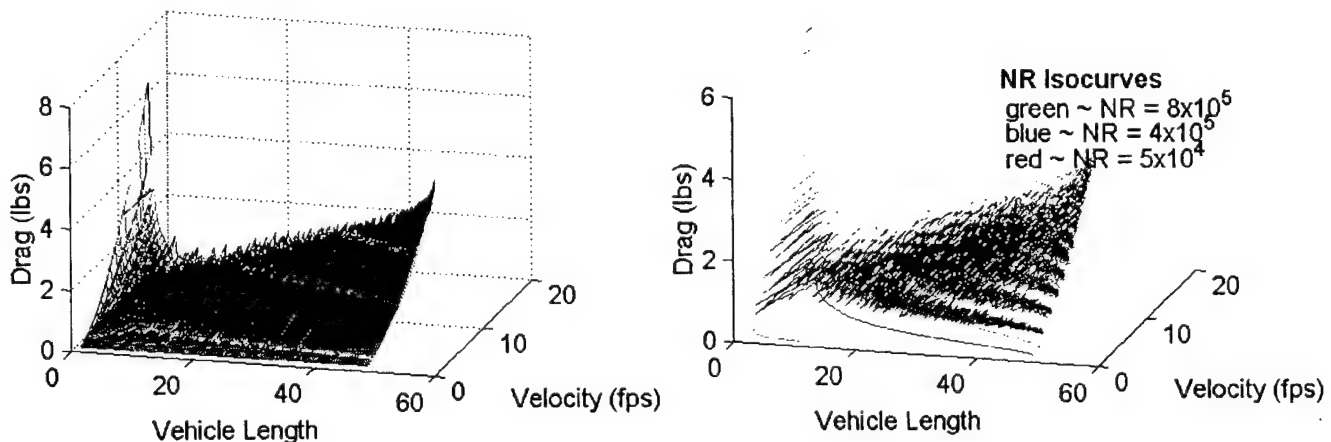 8
6
4
2
0
Drag (lbs)
0
20
40
60
Vehicle Length
0
10
20
Velocity (fps)
NR Isocurves
green ~ NR = 8x10^5
blue ~ NR = 4x10^5
red ~ NR = 5x10^4
6
4
2
0
Drag (lbs)
0
20
40
60
Vehicle Length
0
10
20
Velocity (fps)